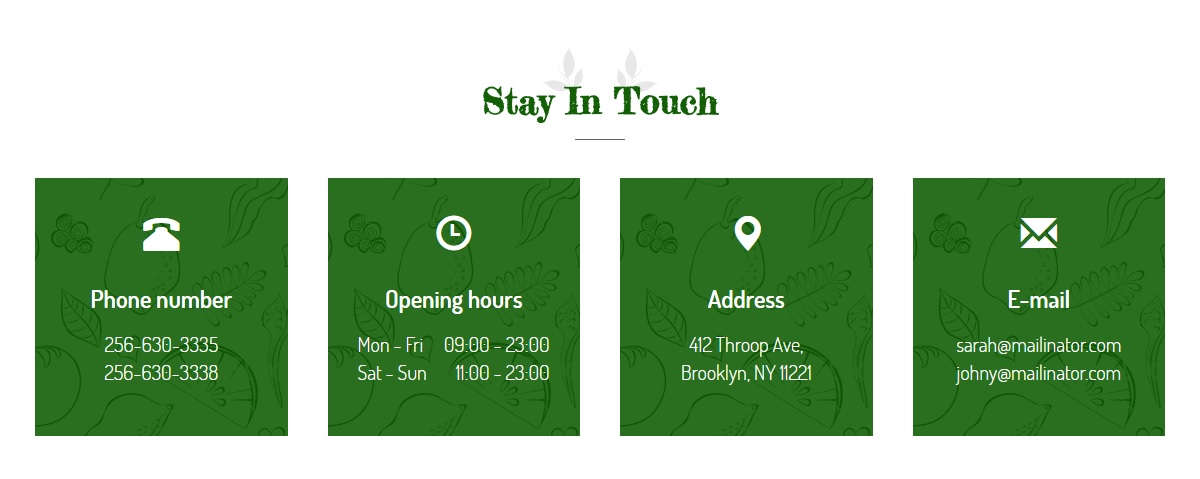 Stay In Touch
Phone number
256-630-3335
256-630-3338
Opening hours
Mon - Fri 09:00 - 23:00
Sat - Sun 11:00 - 23:00
Address
412 Throop Ave,
Brooklyn, NY 11221
E-mail
sarah@mailinator.com
johny@mailinator.com